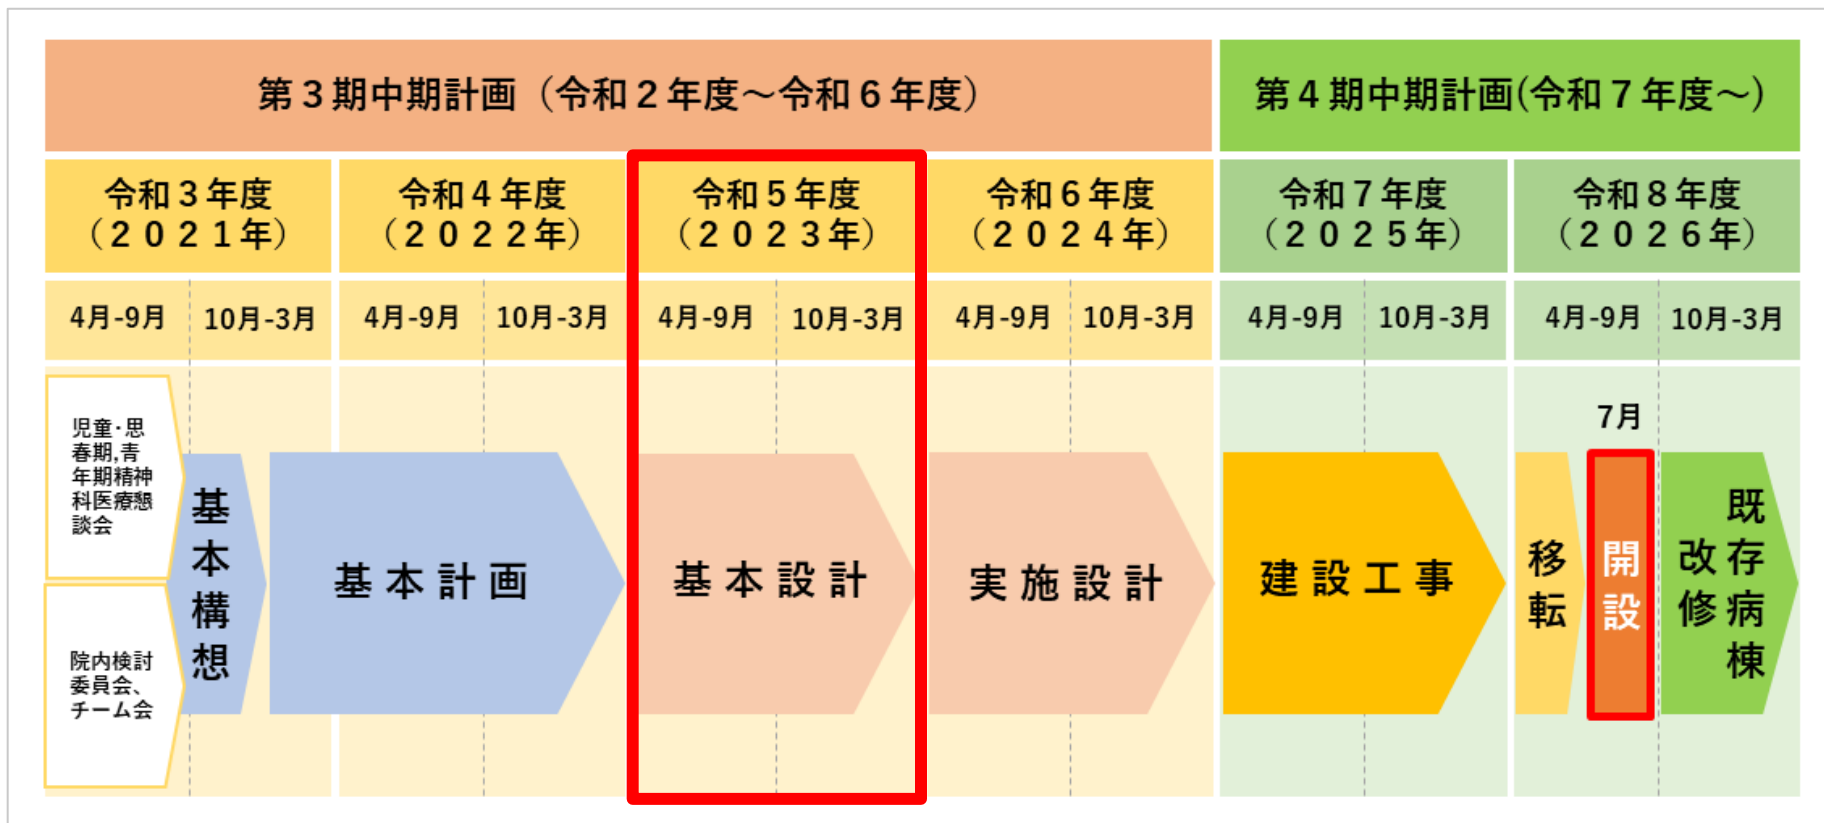 第３期中期計画（令和２年度～令和６年度）
第４期中期計画(令和７年度～)
令和３年度
（２０２１年）
令和４年度
（２０２２年）
令和５年度
（２０２３年）
令和６年度
（２０２４年）
令和７年度
（２０２５年）
令和８年度
（２０２６年）
4月-9月
10月-3月
4月-9月
10月-3月
4月-9月
10月-3月
4月-9月
10月-3月
4月-9月
10月-3月
4月-9月
10月-3月
児童･思
春期,青
年期精神
科医療懇
談会
院内検討
委員会、
チーム会
基本構想
基本計画
基本設計
実施設計
建設工事
移転
7月
開設
既存病棟
改修